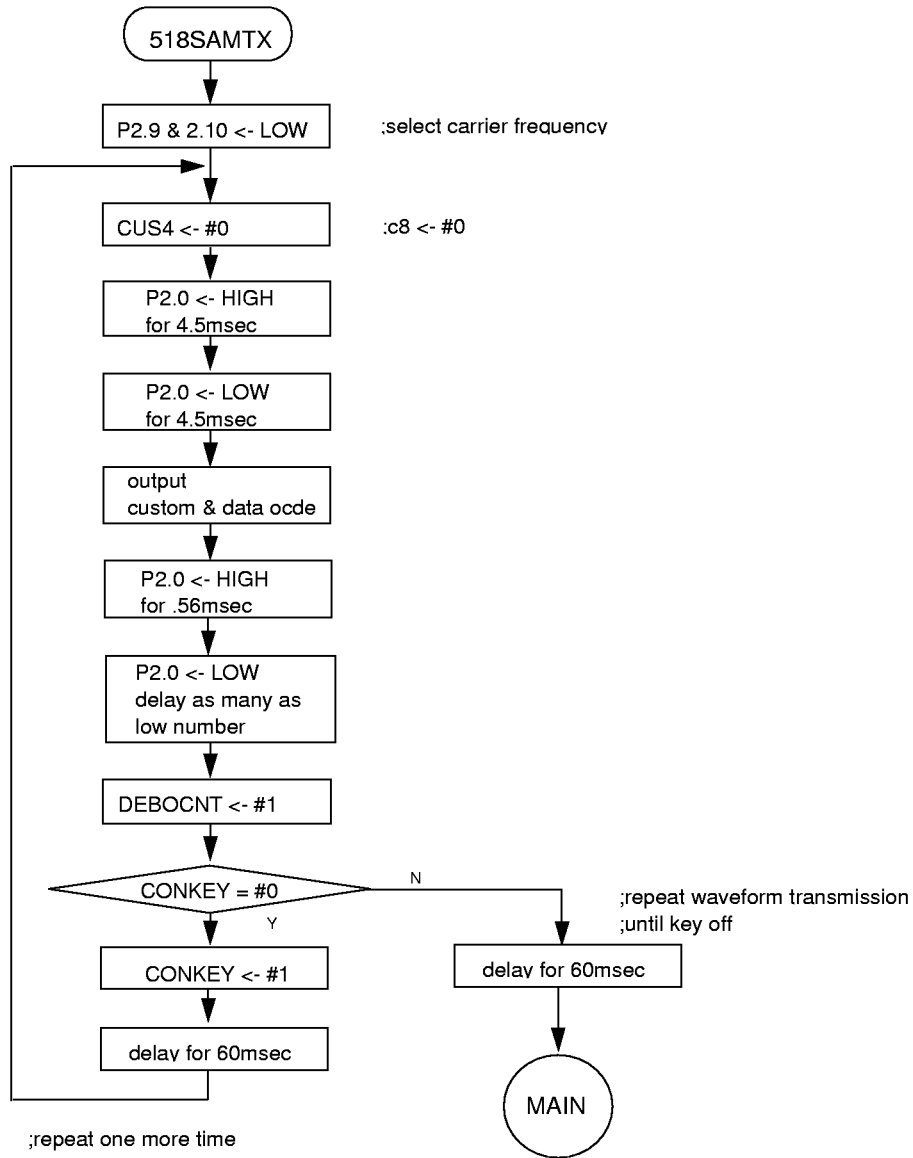 518SAMTX
P2.9 & 2.10 <- LOW
;select carrier frequency
CUS4 <- #0
;c8 <- #0
P2.0 <- HIGH
for 4.5msec
P2.0 <- LOW
for 4.5msec
output
custom & data ocde
P2.0 <- HIGH
for .56msec
P2.0 <- LOW
delay as many as
low number
DEBOCNT <- #1
CONKEY = #0
N
Y
;repeat waveform transmission
;until key off
CONKEY <- #1
delay for 60msec
delay for 60msec
MAIN
;repeat one more time